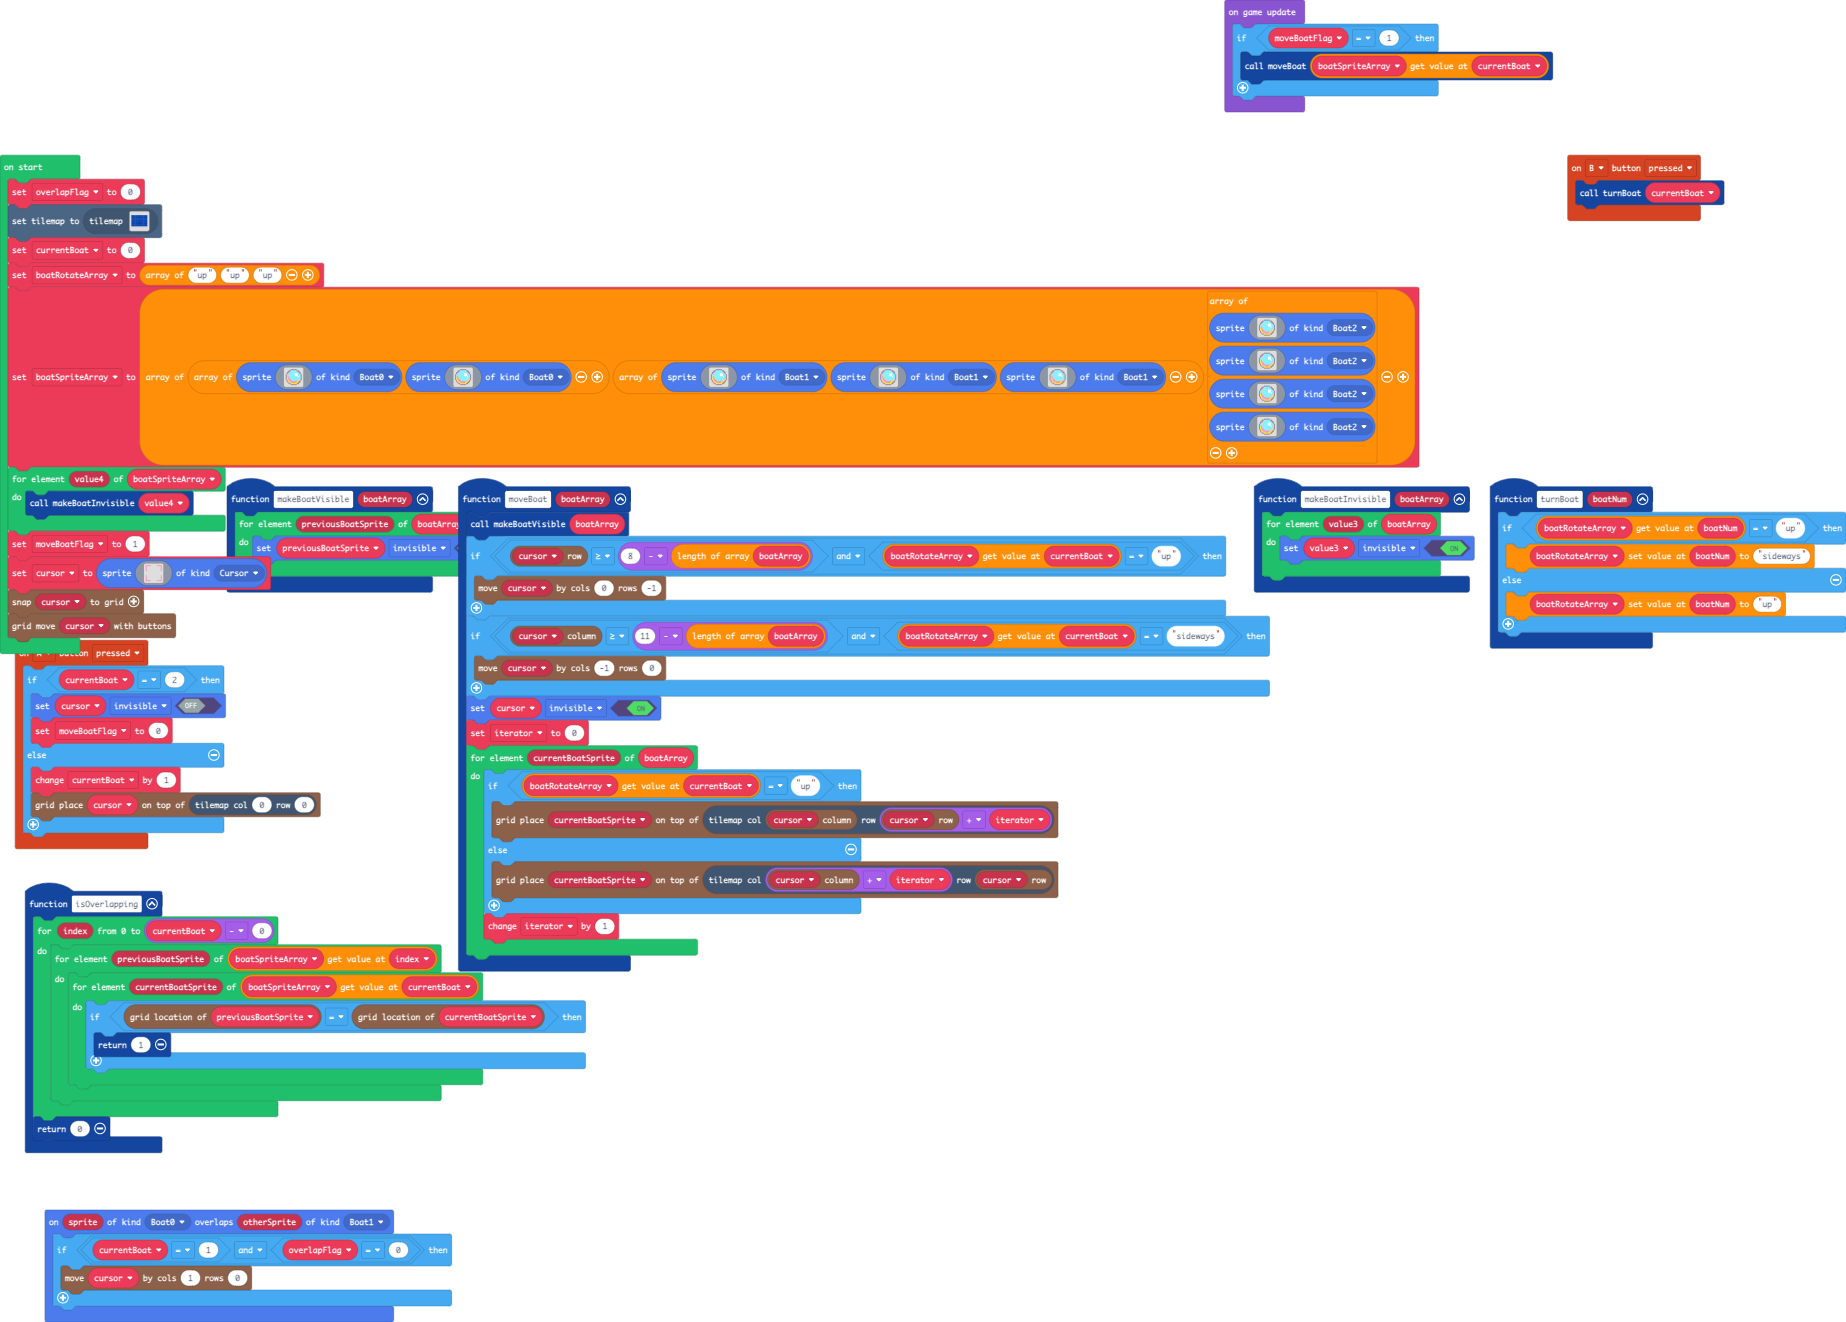 on game update
if moveBoatFlag = 1 then
call moveBoat boatSpriteArray get value at currentBoat
on start
set overlapFlag to 0
set tilemap to tilemap
set currentBoat to 0
set boatRotateArray to array of "up" "up" "up"
array of
sprite of kind Boat2
sprite of kind Boat2
set boatSpriteArray to array of array of sprite of kind Boat0 sprite of kind Boat0 array of sprite of kind Boat1 sprite of kind Boat1 sprite of kind Boat1
sprite of kind Boat2
sprite of kind Boat2
for element value4 of boatSpriteArray
do call makeBoatInvisible value4
set moveBoatFlag to 1
set cursor to sprite of kind Cursor
snap cursor to grid
grid move cursor with buttons
on B button pressed
call turnBoat currentBoat
function makeBoatVisible boatArray
for element previousBoatSprite of boatArray
do set previousBoatSprite invisible
function moveBoat boatArray
call makeBoatVisible boatArray
if cursor row ≥ 8 - length of array boatArray and boatRotateArray get value at currentBoat = "up" then
move cursor by cols 0 rows -1
if cursor column ≥ 11 - length of array boatArray and boatRotateArray get value at currentBoat = "sideways" then
move cursor by cols -1 rows 0
set cursor invisible ON
set iterator to 0
for element currentBoatSprite of boatArray
do if boatRotateArray get value at currentBoat = "up" then
grid place currentBoatSprite on top of tilemap col cursor column row cursor row + iterator
else
grid place currentBoatSprite on top of tilemap col cursor column + iterator row cursor row
change iterator by 1
function makeBoatInvisible boatArray
for element value3 of boatArray
do set value3 invisible ON
function turnBoat boatNum
if boatRotateArray get value at boatNum = "up" then
boatRotateArray set value at boatNum to "sideways"
else
boatRotateArray set value at boatNum to "up"
button pressed
if currentBoat = 2 then
set cursor invisible OFF
set moveBoatFlag to 0
else
change currentBoat by 1
grid place cursor on top of tilemap col 0 row 0
function isOverlapping
for index from 0 to currentBoat - 0
do for element previousBoatSprite of boatSpriteArray get value at index
do for element currentBoatSprite of boatSpriteArray get value at currentBoat
do if grid location of previousBoatSprite = grid location of currentBoatSprite then
return 1
return 0
on sprite of kind Boat0 overlaps otherSprite of kind Boat1
if currentBoat = 1 and overlapFlag = 0 then
move cursor by cols 1 rows 0